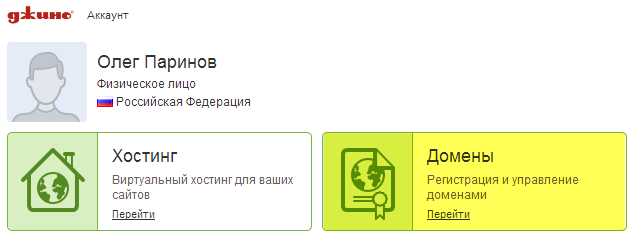 джино® Аккаунт
Олег Паринов
Физическое лицо
Российская Федерация
Хостинг
Виртуальный хостинг для ваших
сайтов
Перейти
Домены
Регистрация и управление
доменами
Перейти